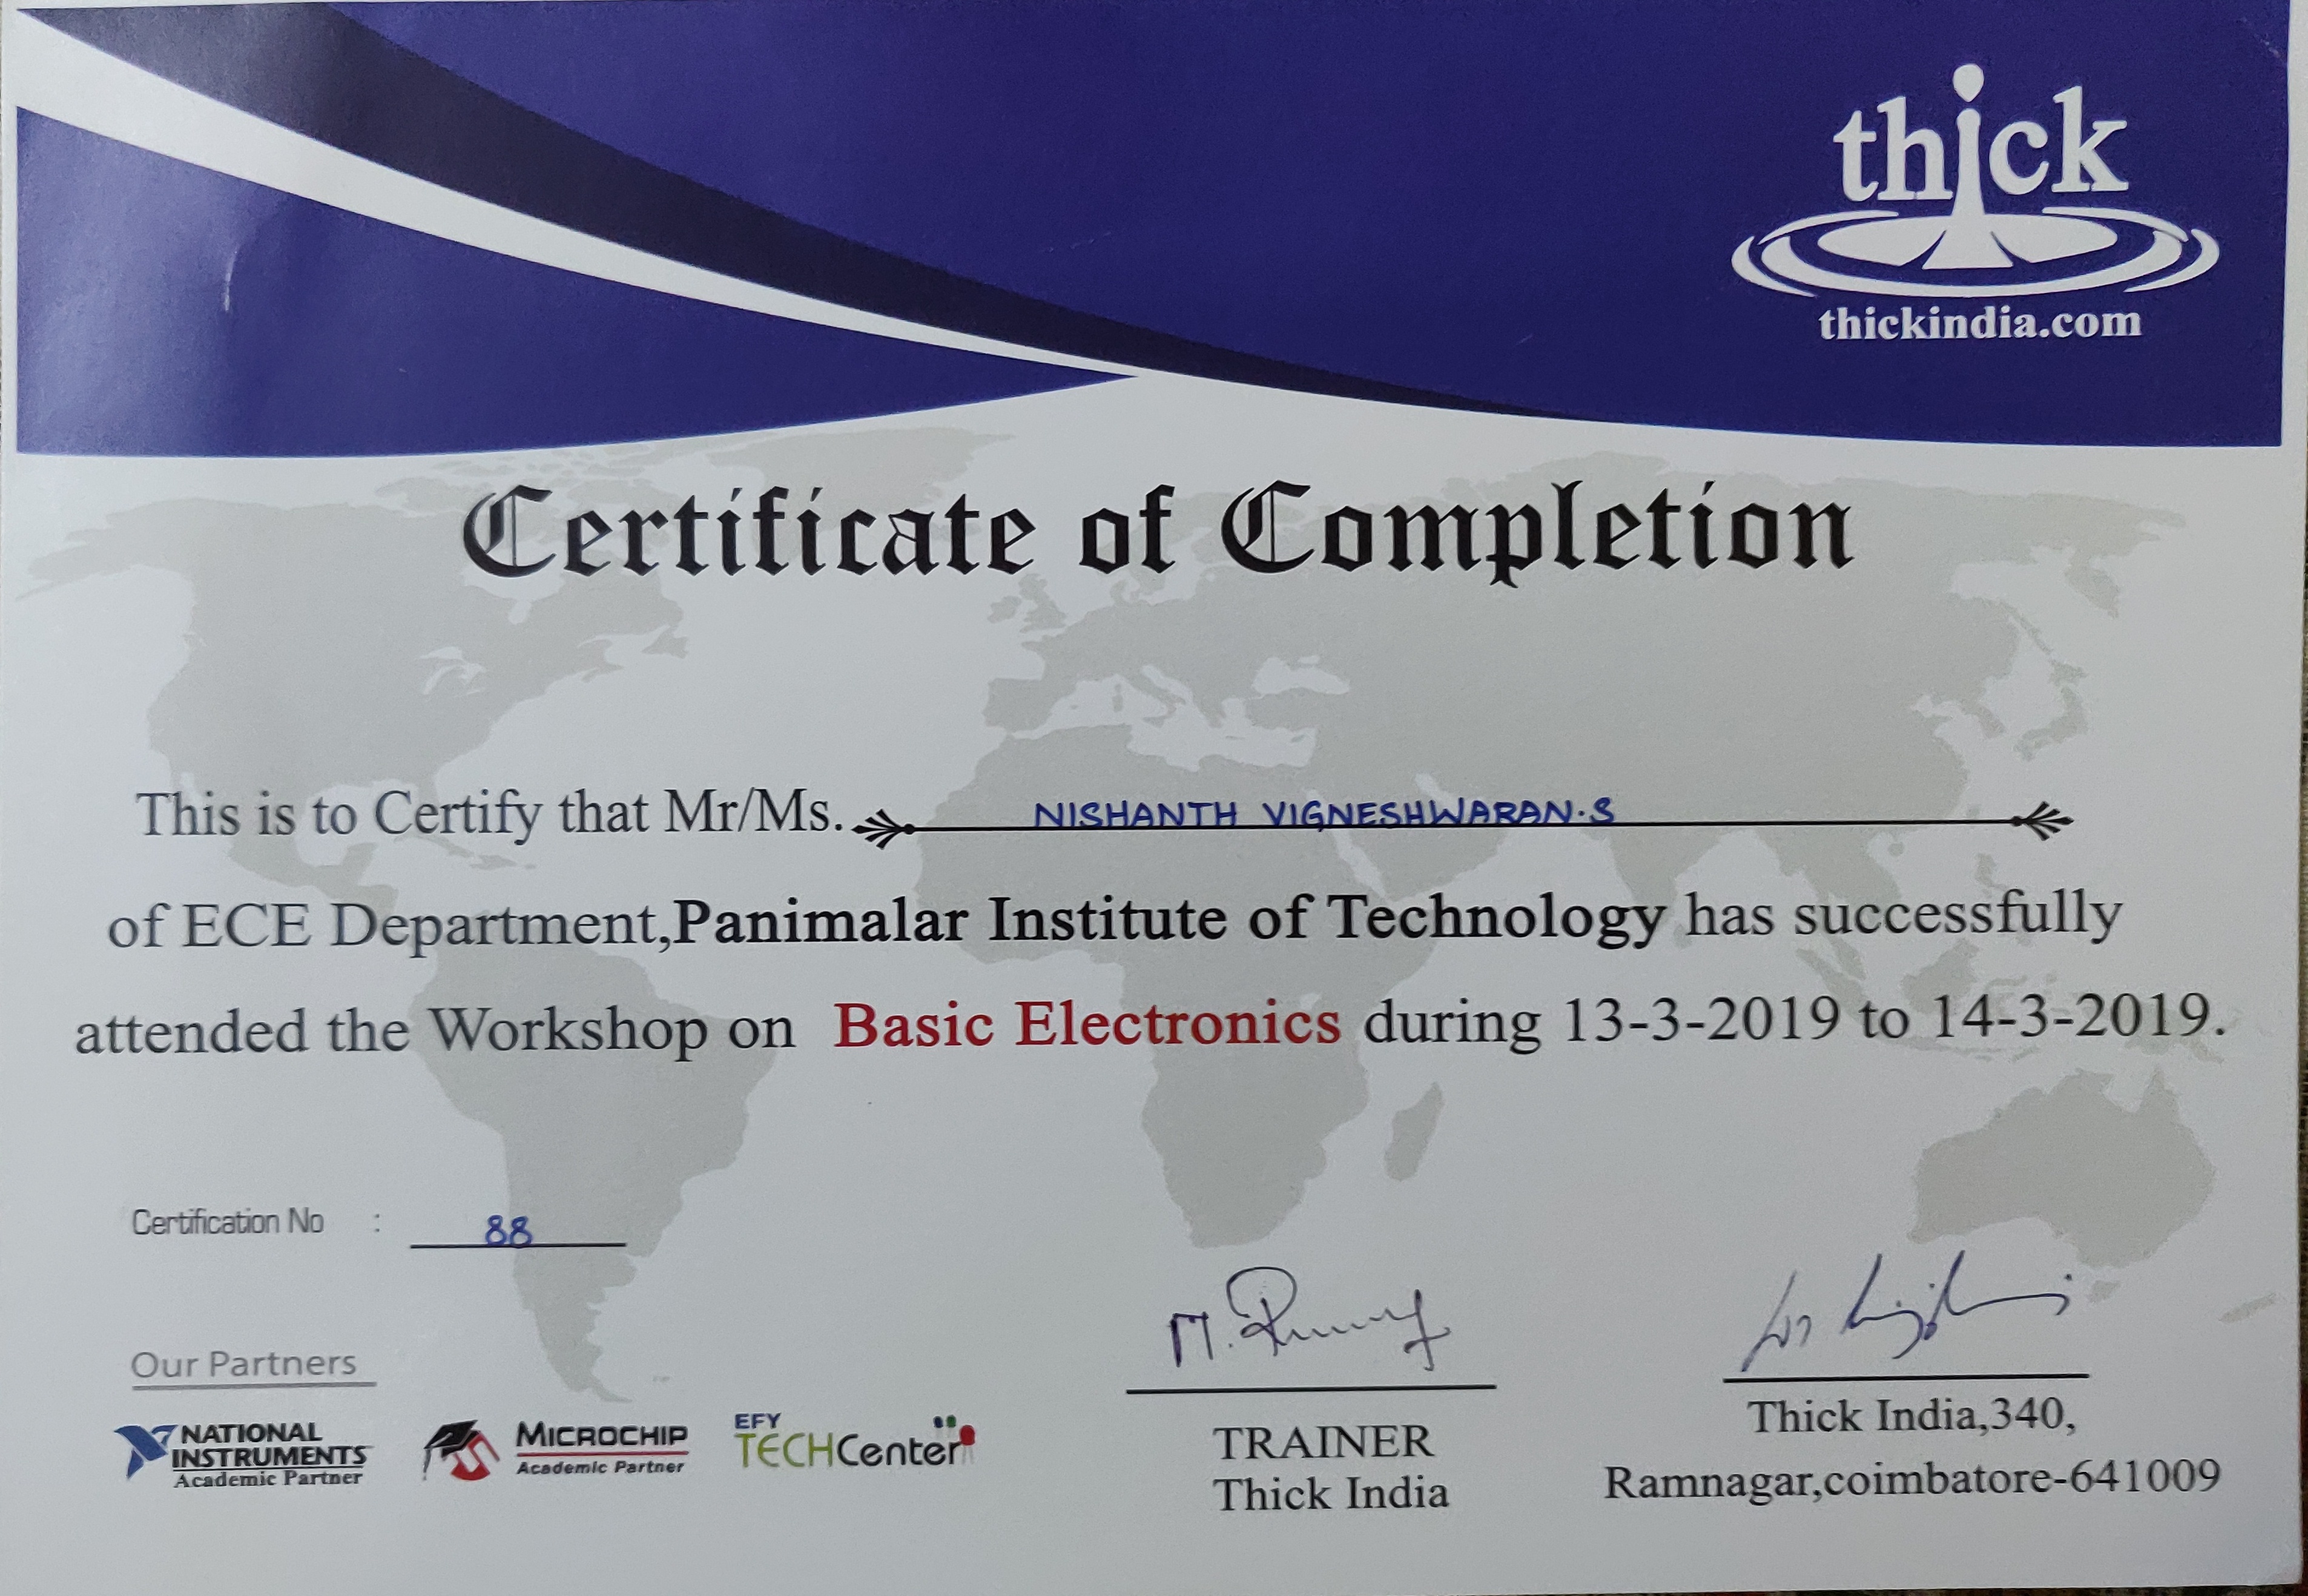 thick
thickindia.com
Certificate of Completion
This is to Certify that Mr/Ms. NISHANTH VIGNESHWARAN.S
of ECE Department,Panimalar Institute of Technology has successfully
attended the Workshop on Basic Electronics during 13-3-2019 to 14-3-2019.
Certification No : 88
Our Partners
NATIONAL
INSTRUMENTS
Academic Partner
MICROCHIP
Academic Partner
EFY
TECHCenter
TRAINER
Thick India
Thick India,340,
Ramnagar,coimbatore-641009